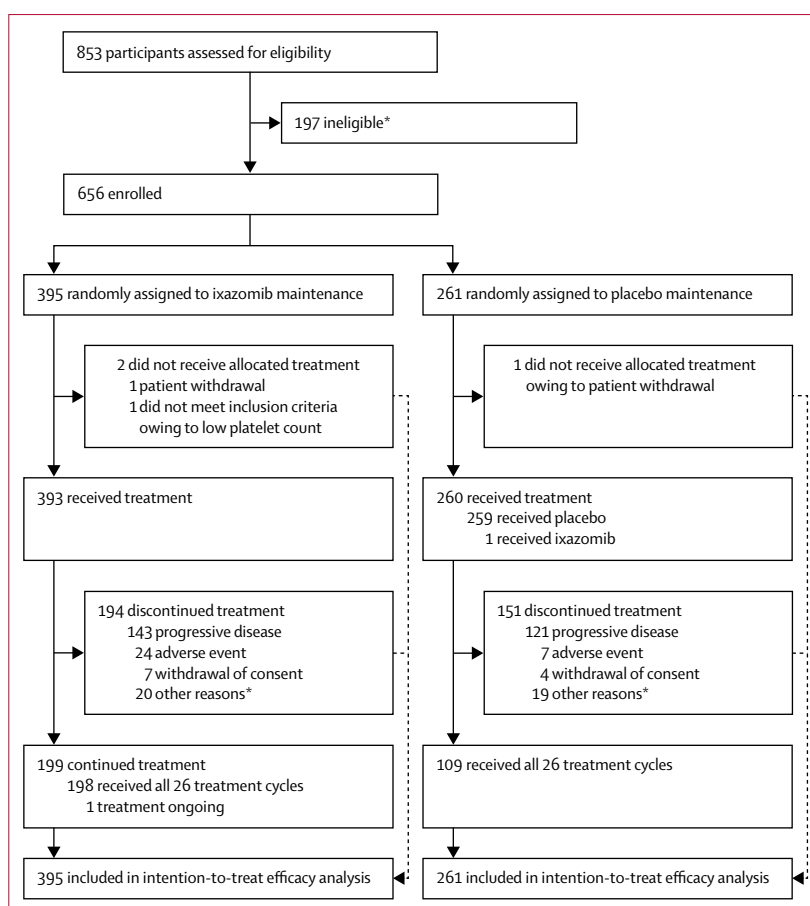 853 participants assessed for eligibility
197 ineligible*
656 enrolled
395 randomly assigned to ixazomib maintenance
261 randomly assigned to placebo maintenance
2 did not receive allocated treatment
1 patient withdrawal
1 did not meet inclusion criteria
owing to low platelet count
1 did not receive allocated treatment
owing to patient withdrawal
393 received treatment
260 received treatment
259 received placebo
1 received ixazomib
194 discontinued treatment
143 progressive disease
24 adverse event
7 withdrawal of consent
20 other reasons*
151 discontinued treatment
121 progressive disease
7 adverse event
4 withdrawal of consent
19 other reasons*
199 continued treatment
198 received all 26 treatment cycles
1 treatment ongoing
109 received all 26 treatment cycles
395 included in intention-to-treat efficacy analysis
261 included in intention-to-treat efficacy analysis